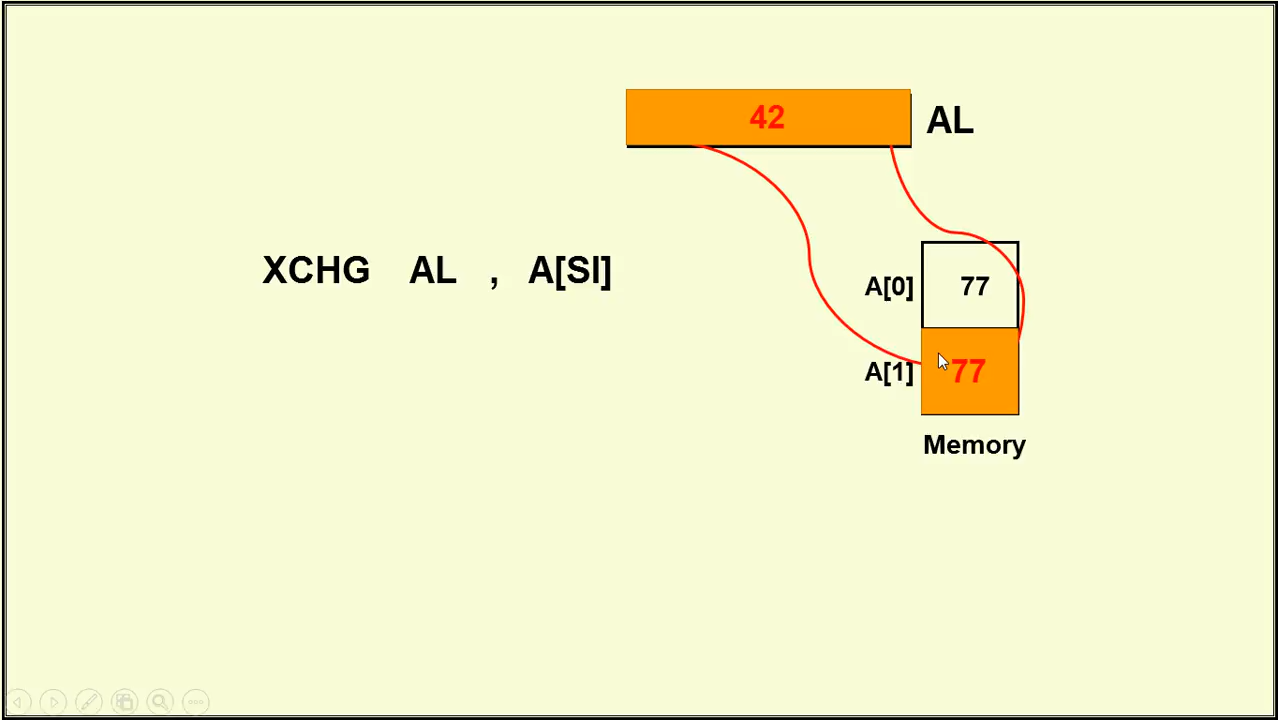 42 AL
XCHG AL , A[SI]
A[0] 77
A[1] 77
Memory